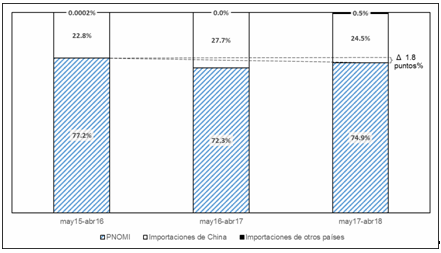 0.0002% 0.0% 0.5%
22.8% 27.7% 24.5%
Δ 1.8
puntos%
77.2% 72.3% 74.9%
may15-abr16 may16-abr17 may17-abr18
PNOMI Importaciones de China Importaciones de otros países